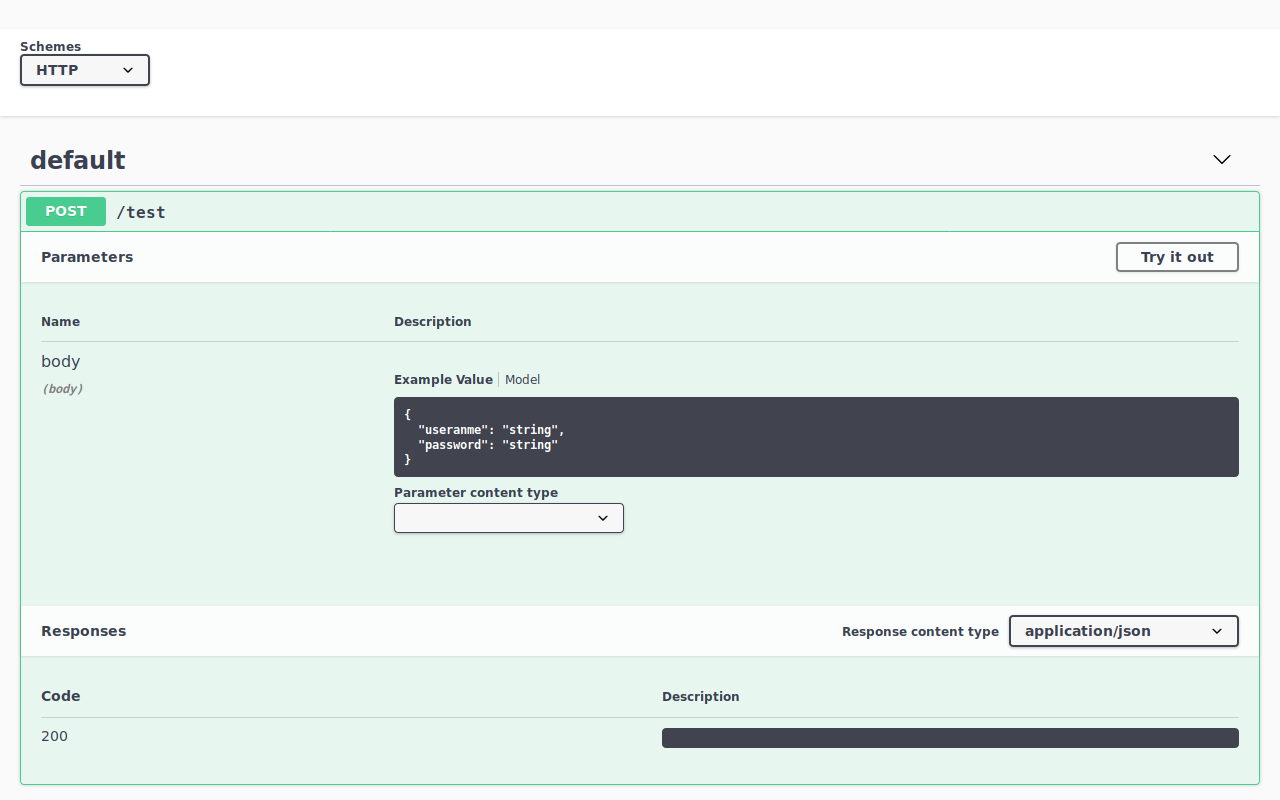 Schemes
HTTP
default
POST /test
Parameters Try it out
Name Description
body
(body)
Example Value Model
{
"useranme": "string",
"password": "string"
}
Parameter content type
Responses Response content type application/json
Code Description
200